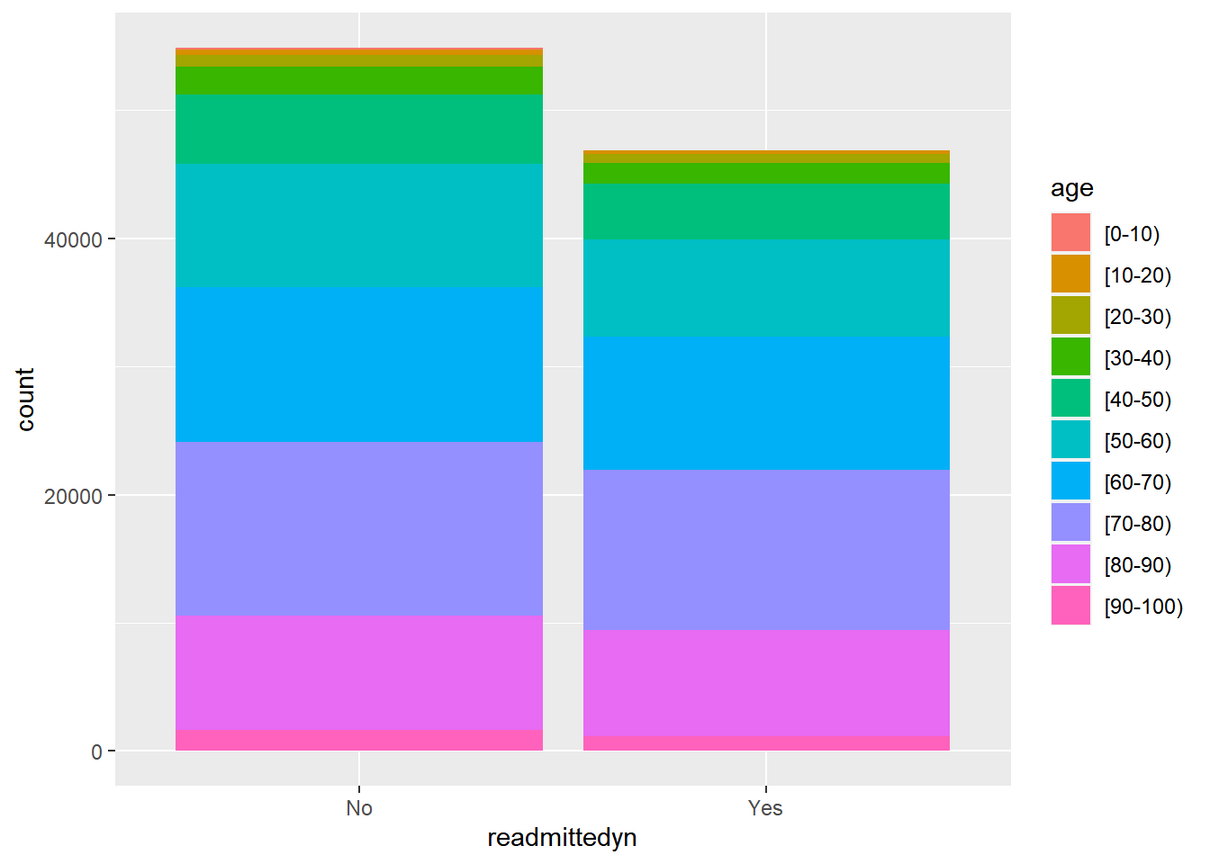 40000
20000
0
count
No
Yes
readmittedyn
age
[0-10)
[10-20)
[20-30)
[30-40)
[40-50)
[50-60)
[60-70)
[70-80)
[80-90)
[90-100)